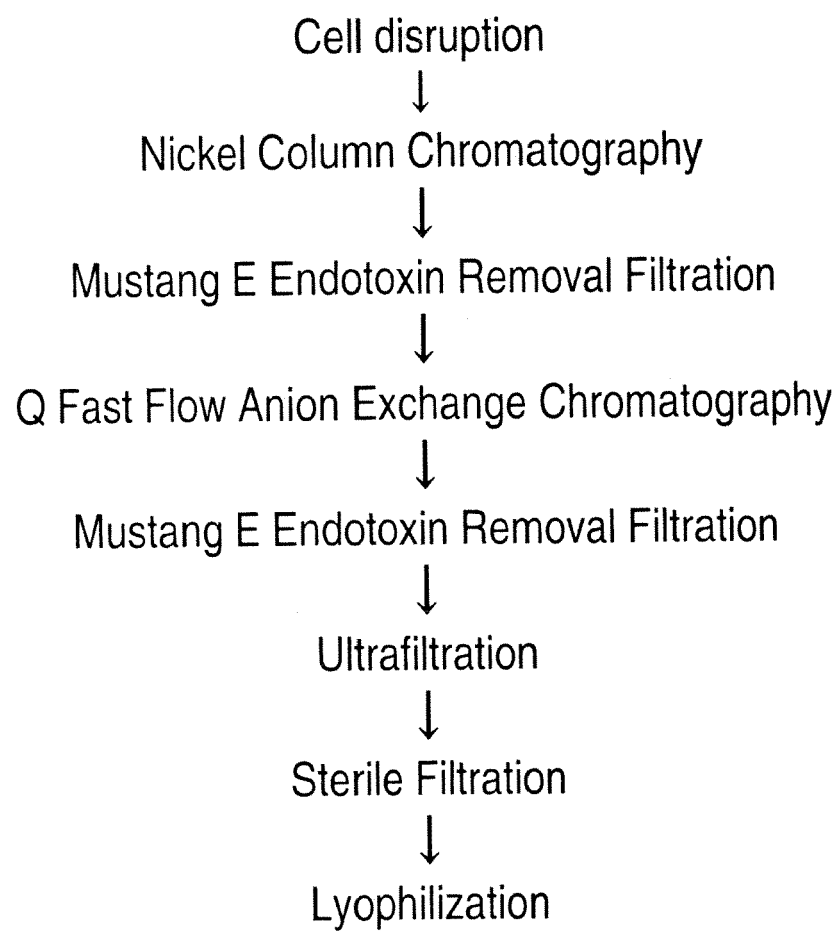 Cell disruption
↓
Nickel Column Chromatography
↓
Mustang E Endotoxin Removal Filtration
↓
Q Fast Flow Anion Exchange Chromatography
↓
Mustang E Endotoxin Removal Filtration
↓
Ultrafiltration
↓
Sterile Filtration
↓
Lyophilization